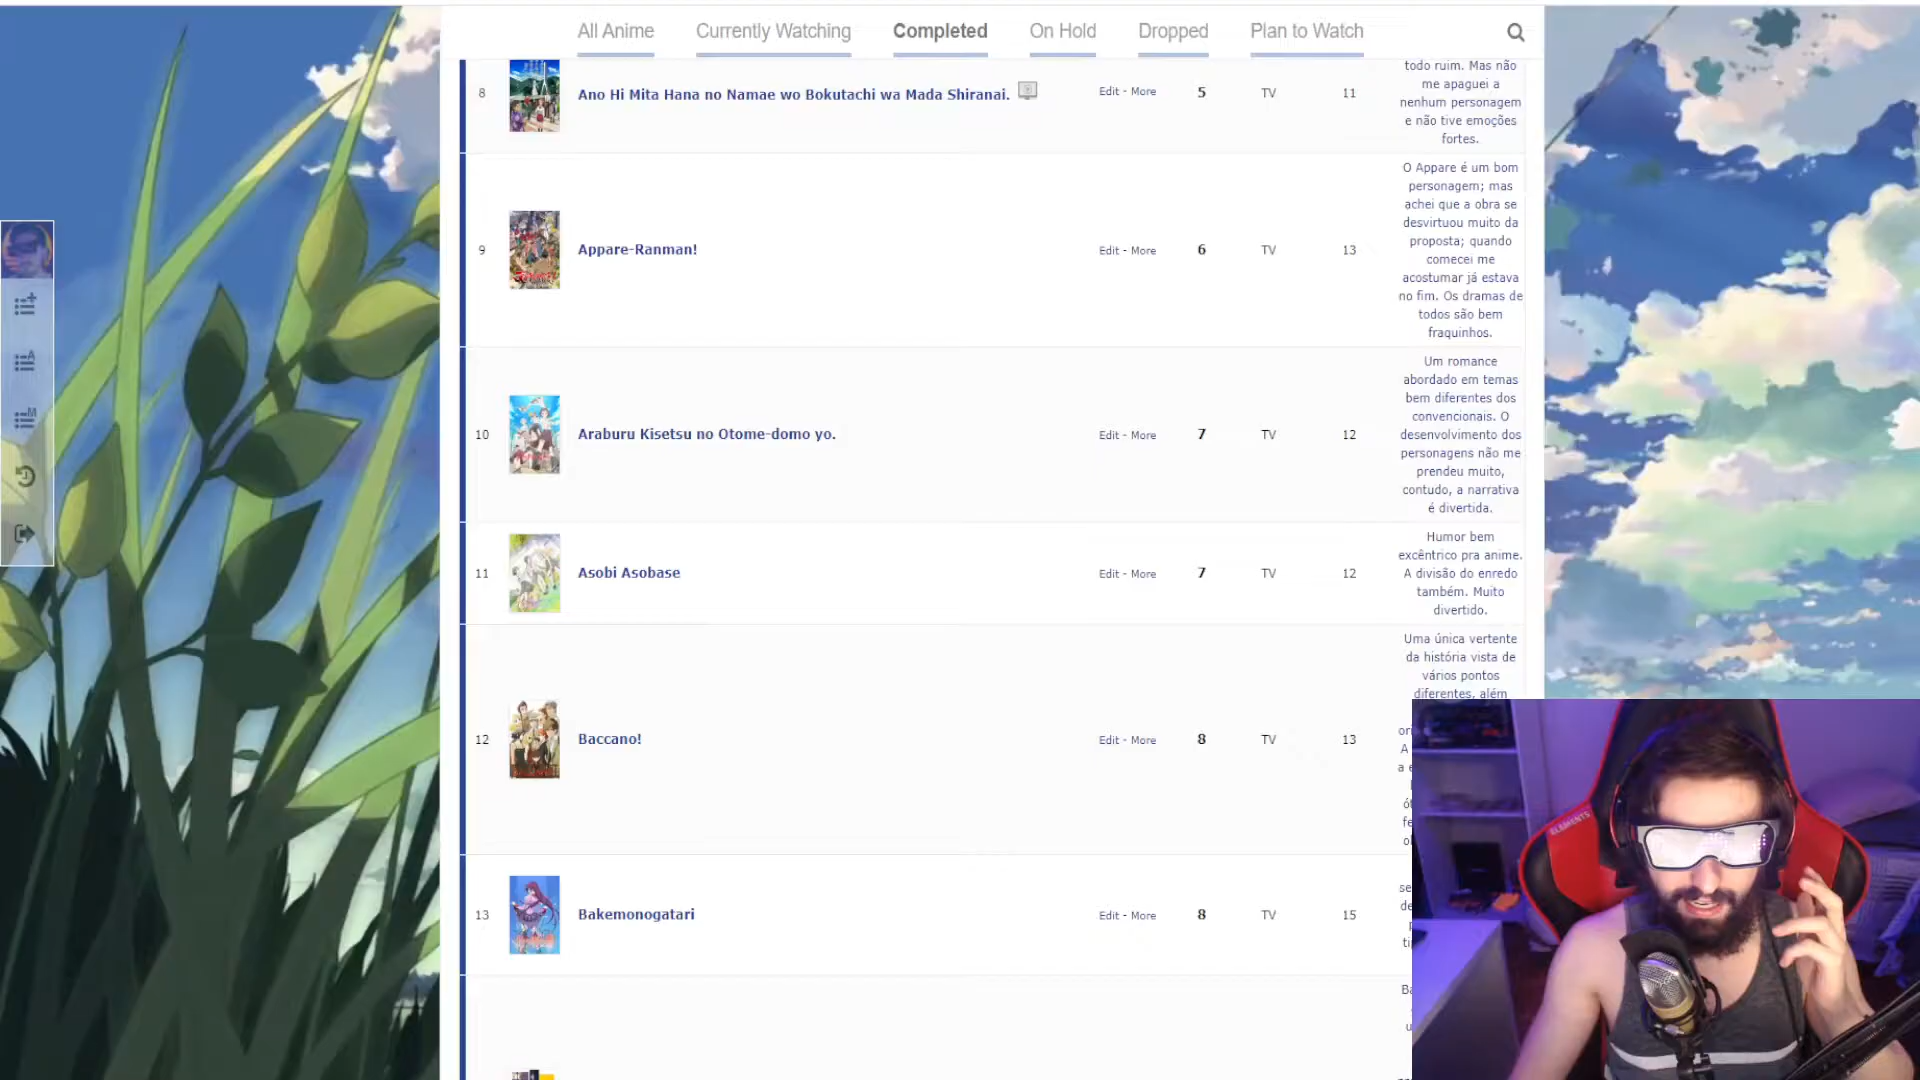 All Anime
Currently Watching
Completed
On Hold
Dropped
Plan to Watch
8
Ano Hi Mita Hana no Namae wo Bokutachi wa Mada Shiranai.
Edit - More
5
TV
11
todo ruim. Mas não
me apaguei a
nenhum personagem
e não tive emoções
fortes.
9
Appare-Ranman!
Edit - More
6
TV
13
O Appare é um bom
personagem; mas
achei que a obra se
desvirtuou muito da
proposta; quando
comecei me
acostumar já estava
no fim. Os dramas de
todos são bem
fraquinhos.
10
Araburu Kisetsu no Otome-domo yo.
Edit - More
7
TV
12
Um romance
abordado em temas
bem diferentes dos
convencionais. O
desenvolvimento dos
personagens não me
prendeu muito,
contudo, a narrativa
é divertida.
11
Asobi Asobase
Edit - More
7
TV
12
Humor bem
excêntrico pra anime.
A divisão do enredo
também. Muito
divertido.
12
Baccano!
Edit - More
8
TV
13
Uma única vertente
da história vista de
vários pontos
diferentes, além
13
Bakemonogatari
Edit - More
8
TV
15